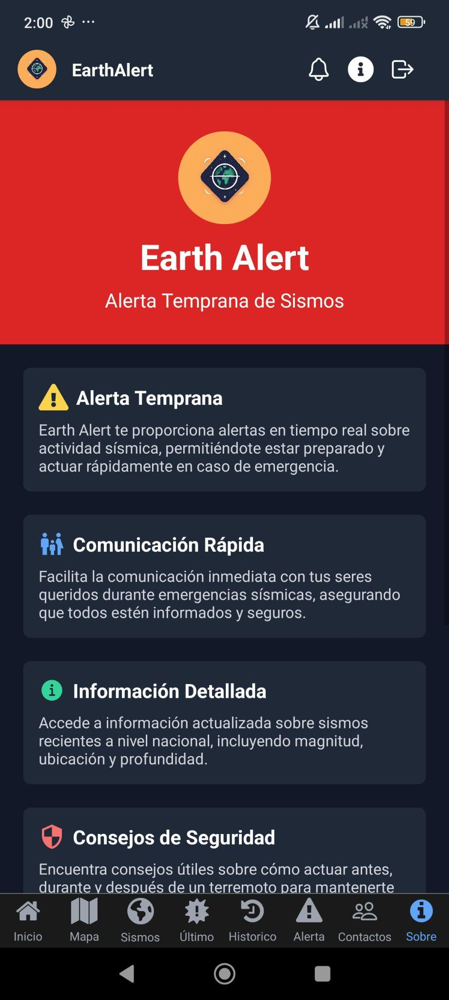 2:00
59
EarthAlert
Earth Alert
Alerta Temprana de Sismos
Alerta Temprana
Earth Alert te proporciona alertas en tiempo real sobre
actividad sísmica, permitiéndote estar preparado y
actuar rápidamente en caso de emergencia.
Comunicación Rápida
Facilita la comunicación inmediata con tus seres
queridos durante emergencias sísmicas, asegurando
que todos estén informados y seguros.
Información Detallada
Accede a información actualizada sobre sismos
recientes a nivel nacional, incluyendo magnitud,
ubicación y profundidad.
Consejos de Seguridad
Encuentra consejos útiles sobre cómo actuar antes,
durante y después de un terremoto para mantenerte
Inicio Mapa Sismos Último Historico Alerta Contactos Sobre